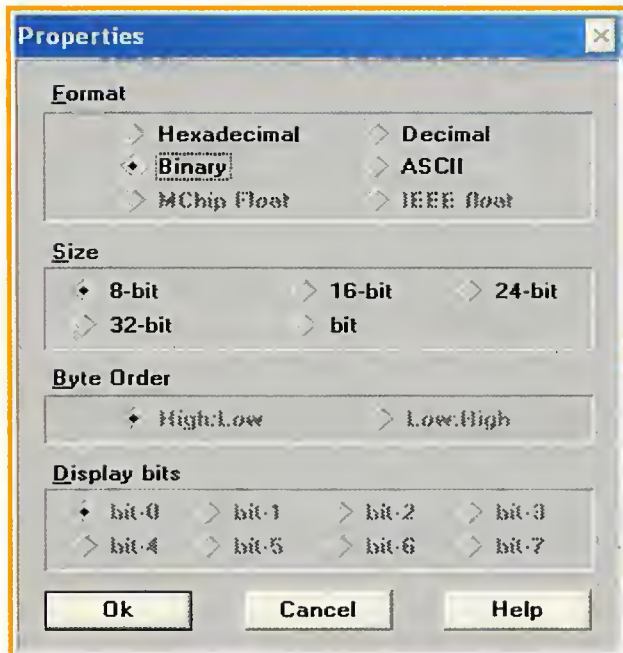 Properties
Format
Hexadecimal Decimal
Binary ASCII
MChip Float IEEE float
Size
8-bit 16-bit 24-bit
32-bit bit
Byte Order
High:Low Low:High
Display bits
bit-0 bit-1 bit-2 bit-3
bit-4 bit-5 bit-6 bit-7
Ok Cancel Help